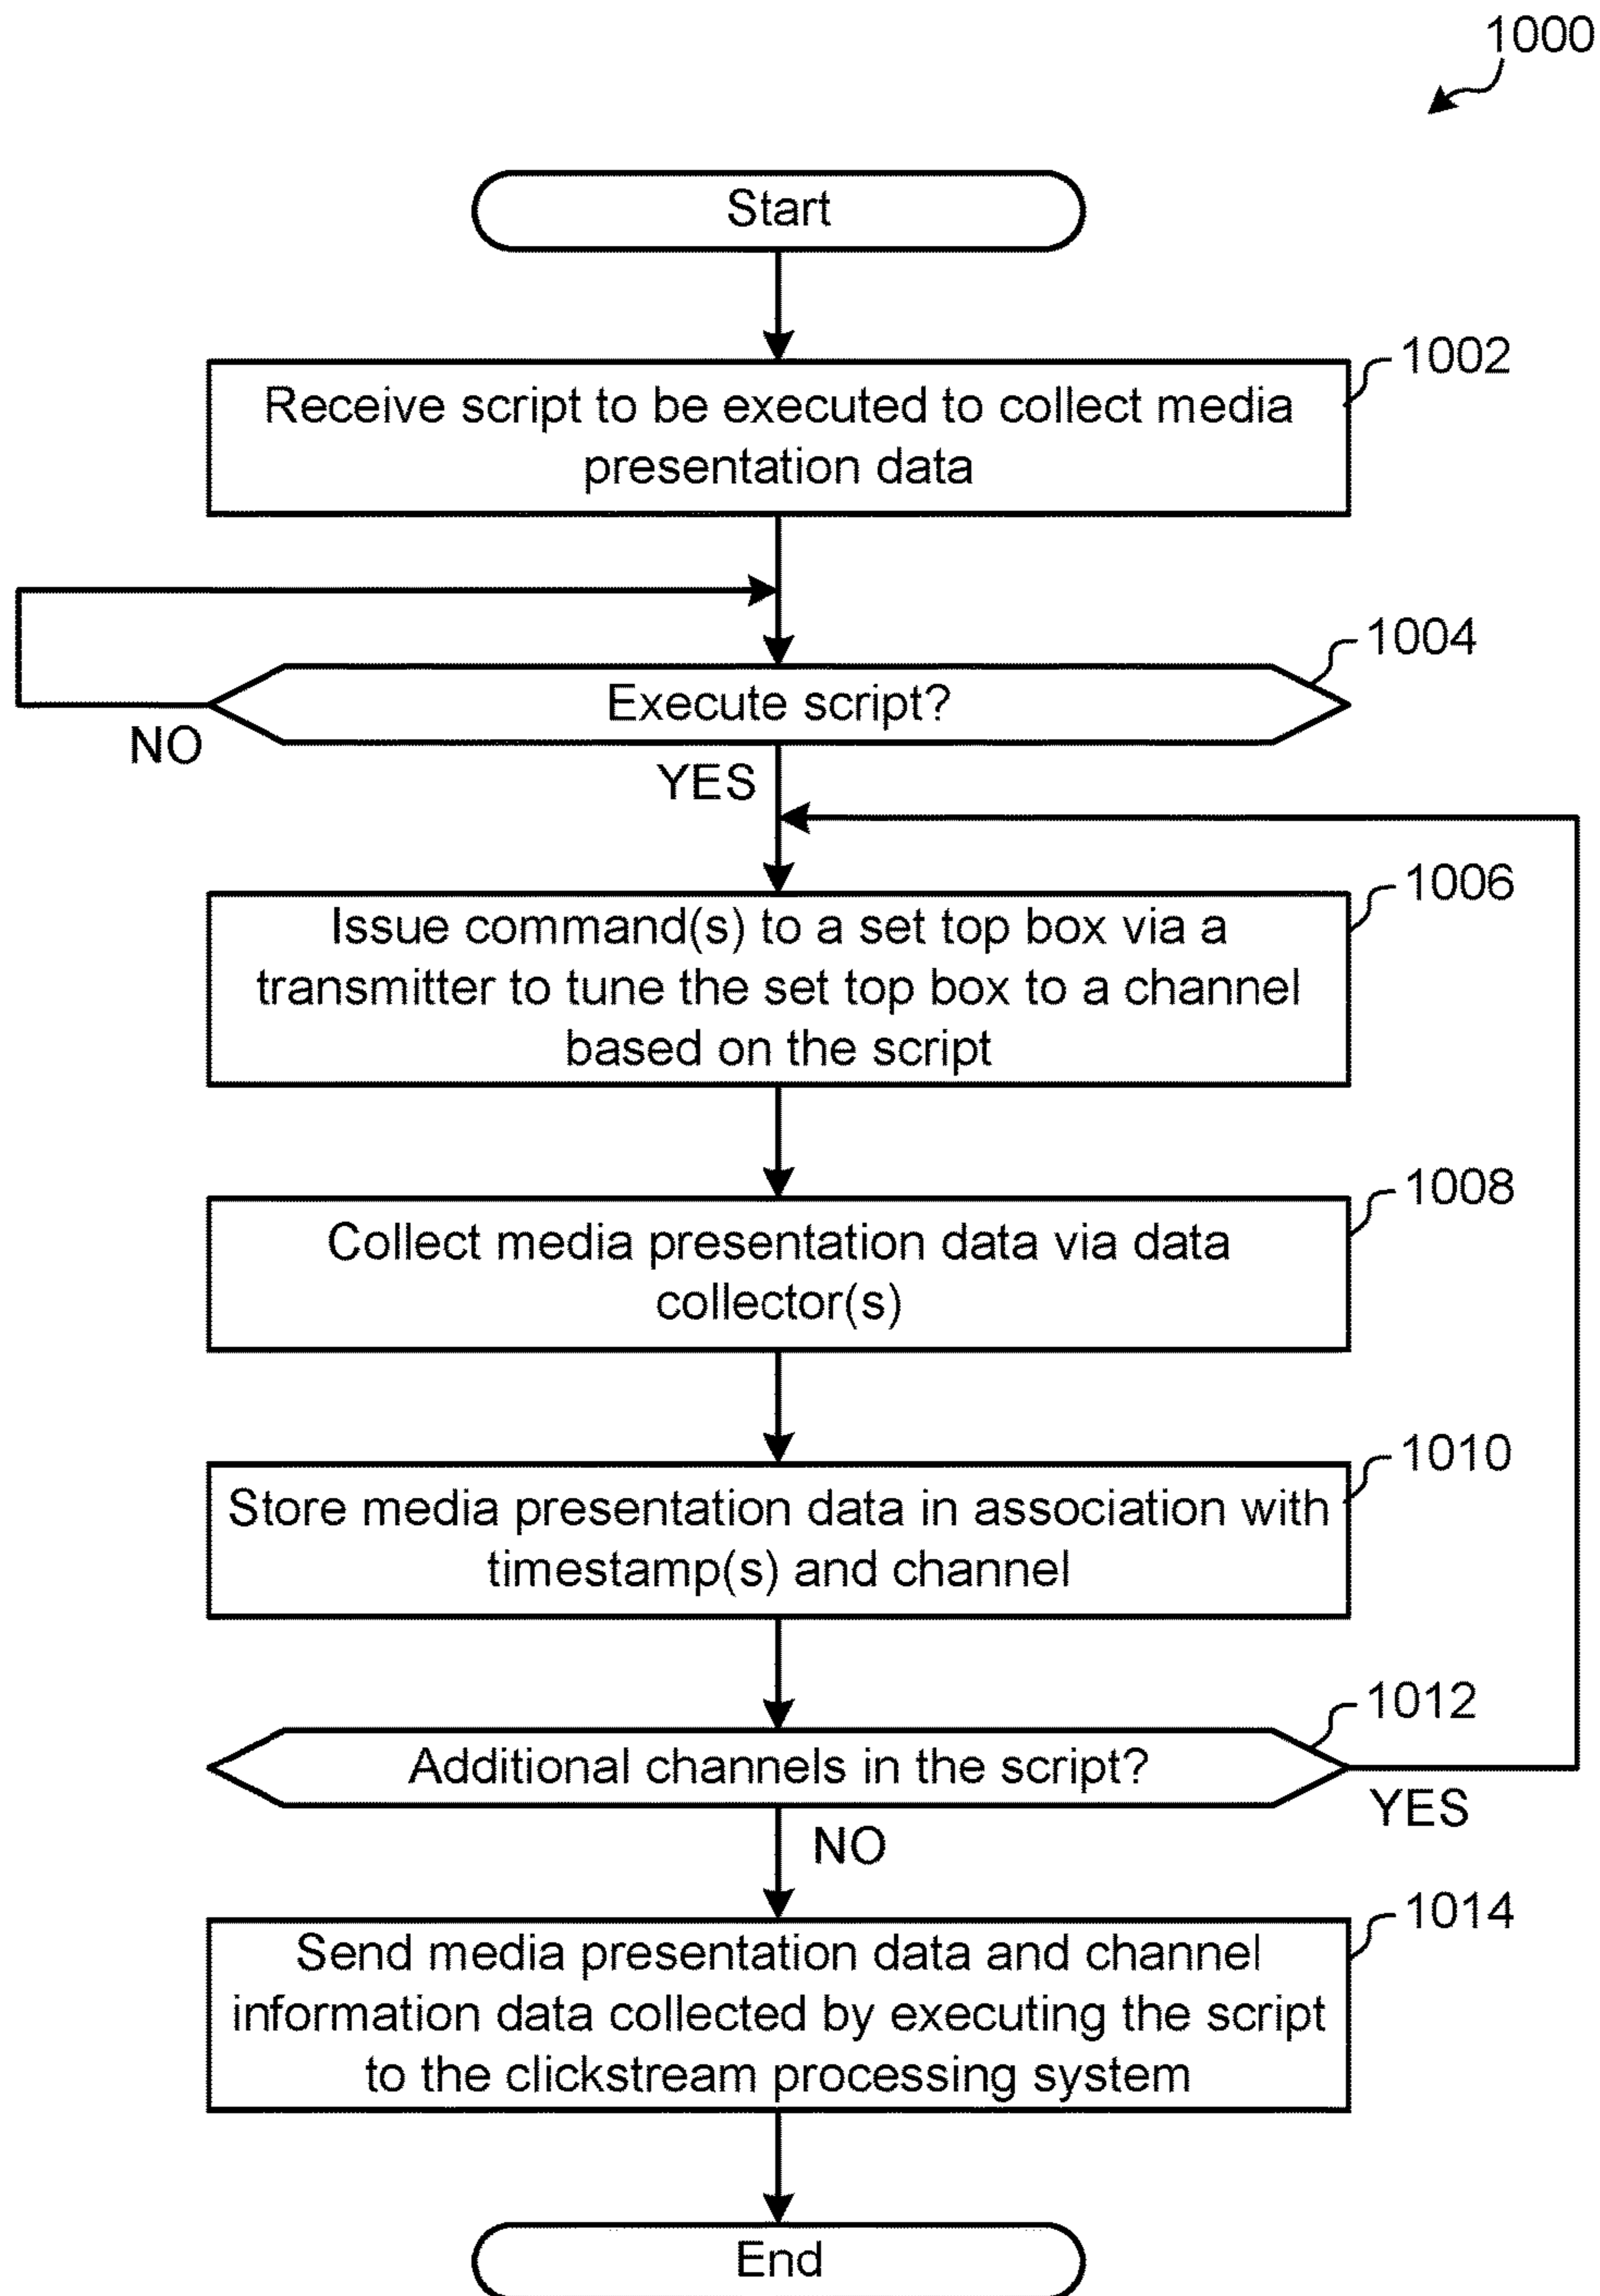 1000
Start
1002
Receive script to be executed to collect media
presentation data
1004
Execute script?
NO
YES
1006
Issue command(s) to a set top box via a
transmitter to tune the set top box to a channel
based on the script
1008
Collect media presentation data via data
collector(s)
1010
Store media presentation data in association with
timestamp(s) and channel
1012
Additional channels in the script?
YES
NO
1014
Send media presentation data and channel
information data collected by executing the script
to the clickstream processing system
End